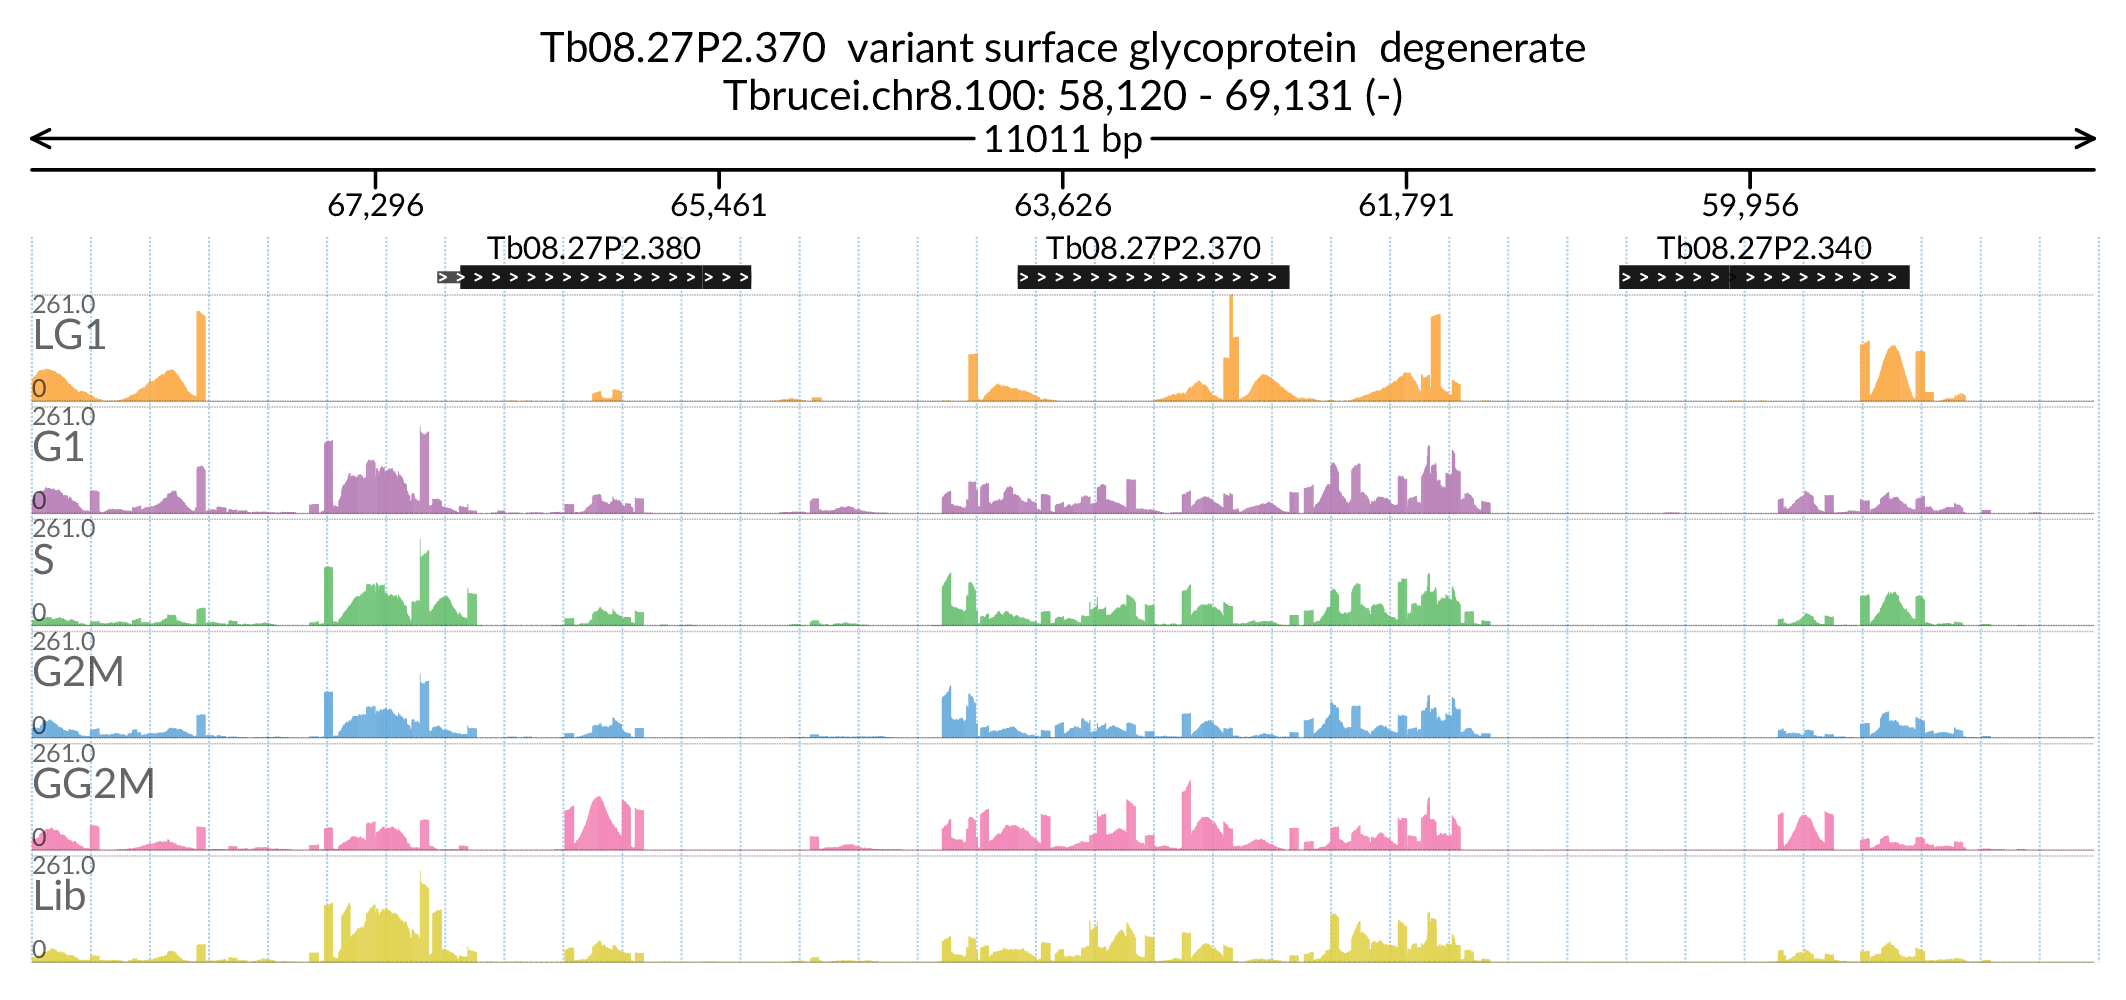 Tb08.27P2.370 variant surface glycoprotein degenerate
Tbrucei.chr8.100: 58,120 - 69,131 (-)
11011 bp
67,296 65,461 63,626 61,791 59,956
Tb08.27P2.380 Tb08.27P2.370 Tb08.27P2.340
261.0
LG1
0
261.0
G1
0
261.0
S
0
261.0
G2M
0
261.0
GG2M
0
261.0
Lib
0